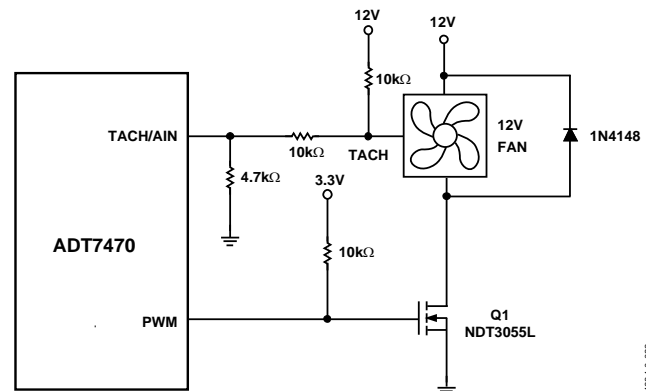 12V
12V
10kΩ
TACH/AIN
10kΩ
TACH
12V
FAN
1N4148
4.7kΩ
3.3V
ADT7470
10kΩ
PWM
Q1
NDT3055L